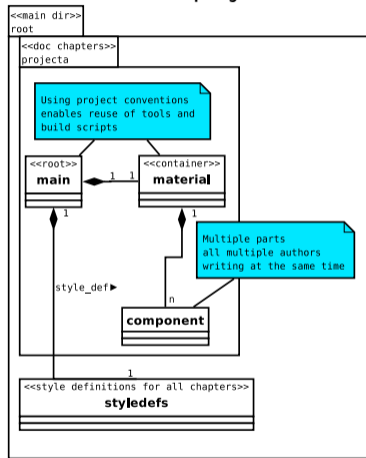 <<main dir>>
root
<<doc chapters>>
projecta
Using project conventions
enables reuse of tools and
build scripts
<<root>>
main
1 1
<<container>>
material
1
1
Multiple parts
all multiple authors
writing at the same time
style_def▶
n
component
1
<<style definitions for all chapters>>
styledefs